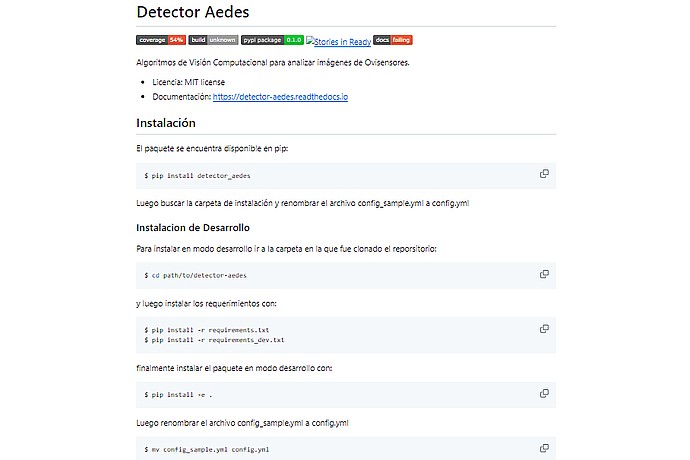 Detector Aedes
coverage 54% build unknown pypi package 0.1.0 Stories in Ready docs failing
Algoritmos de Visión Computacional para analizar imágenes de Ovisensores.
Licencia: MIT license
Documentación: https://detector-aedes.readthedocs.io
Instalación
El paquete se encuentra disponible en pip:
$ pip install detector_aedes
Luego buscar la carpeta de instalación y renombrar el archivo config_sample.yml a config.yml
Instalacion de Desarrollo
Para instalar en modo desarrollo ir a la carpeta en la que fue clonado el reporsitorio:
$ cd path/to/detector-aedes
y luego instalar los requerimientos con:
$ pip install -r requirements.txt
$ pip install -r requirements_dev.txt
finalmente instalar el paquete en modo desarrollo con:
$ pip install -e .
Luego renombrar el archivo config_sample.yml a config.yml
$ mv config_sample.yml config.yml